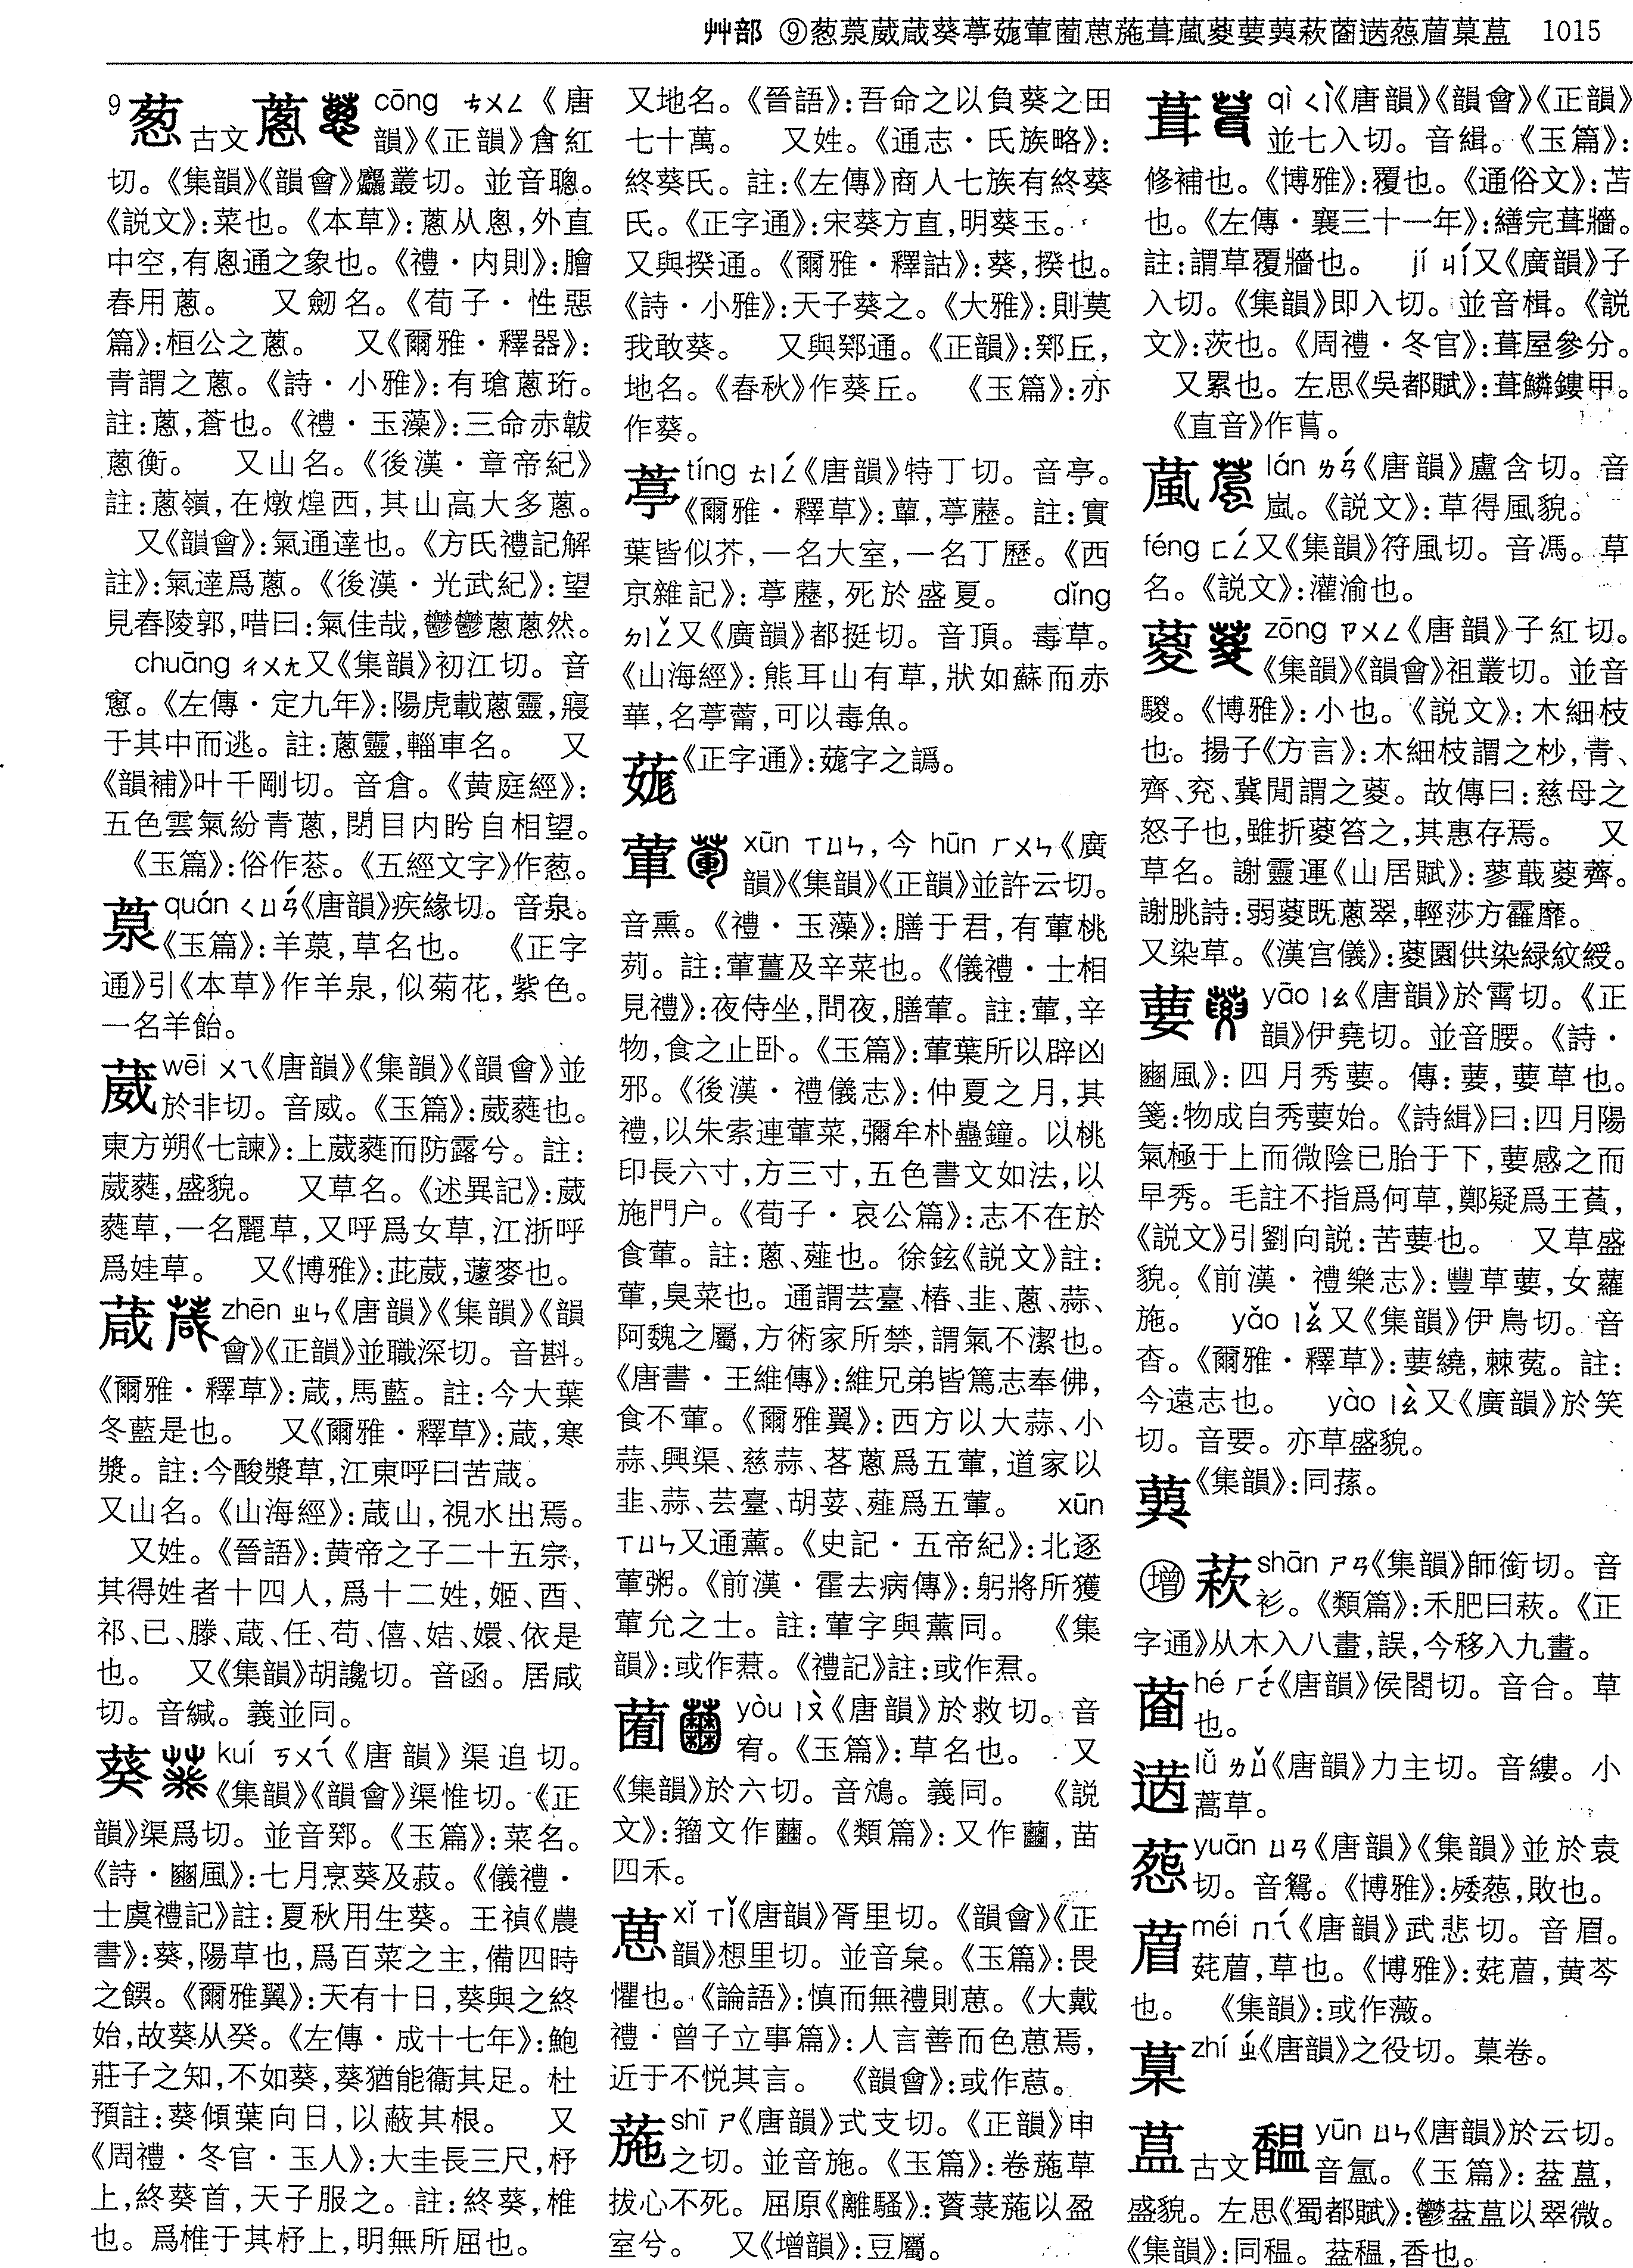 艸部 ⑨葱葲葳葴葵葶葹葷蓲葸葹葺葻葼葽蕵萩蓞䔖葾葿菒蒀 1015
9 葱 古文 蔥 cōng ㄘㄨㄥ《唐
韻》《正韻》倉紅
切。《集韻》《韻會》麤叢切。並音聰。
《説文》:菜也。《本草》:蔥从悤,外直
中空,有悤通之象也。《禮·内則》:膾
春用蔥。　又劒名。《荀子·性惡
篇》:桓公之蔥。　又《爾雅·釋器》:
青謂之蔥。《詩·小雅》:有瑲蔥珩。
註:蔥,蒼也。《禮·玉藻》:三命赤韍
蔥衡。　又山名。《後漢·章帝紀》
註:蔥嶺,在燉煌西,其山高大多蔥。
又《韻會》:氣通達也。《方氏禮記解
註》:氣達爲蔥。《後漢·光武紀》:望
見舂陵郭,唶曰:氣佳哉,鬱鬱蔥蔥然。
chuāng ㄔㄨㄤ又《集韻》初江切。音
窻。《左傳·定九年》:陽虎載蔥靈,寢
于其中而逃。註:蔥靈,輜車名。　又
《韻補》叶千剛切。音倉。《黄庭經》:
五色雲氣紛青蔥,閉目内盻自相望。
《玉篇》:俗作苍。《五經文字》作葱。
葲 quán ㄑㄩㄢˊ《唐韻》疾緣切。音泉。
《玉篇》:羊葲,草名也。　《正字
通》引《本草》作羊泉,似菊花,紫色。
一名羊飴。
葳 wēi ㄨㄟ《唐韻》《集韻》《韻會》並
於非切。音威。《玉篇》:葳蕤也。
東方朔《七諫》:上葳蕤而防露兮。註:
葳蕤,盛貌。　又草名。《述異記》:葳
蕤草,一名麗草,又呼爲女草,江浙呼
爲娃草。　又《博雅》:茈葳,蘧麥也。
葴 zhēn ㄓㄣ《唐韻》《集韻》《韻
會》《正韻》並職深切。音斟。
《爾雅·釋草》:葴,馬藍。註:今大葉
冬藍是也。　又《爾雅·釋草》:葴,寒
漿。註:今酸漿草,江東呼曰苦葴。
又山名。《山海經》:葴山,視水出焉。
又姓。《晉語》:黄帝之子二十五宗,
其得姓者十四人,爲十二姓,姬、酉、
祁、已、滕、葴、任、苟、僖、姞、嬛、依是
也。　又《集韻》胡讒切。音函。居咸
切。音緘。義並同。
葵 kuí ㄎㄨㄟˊ《唐韻》渠追切。
《集韻》《韻會》渠惟切。《正
韻》渠爲切。並音郯。《玉篇》:菜名。
《詩·豳風》:七月烹葵及菽。《儀禮·
士虞禮記》註:夏秋用生葵。王禎《農
書》:葵,陽草也,爲百菜之主,備四時
之饌。《爾雅翼》:天有十日,葵與之終
始,故葵从癸。《左傳·成十七年》:鮑
莊子之知,不如葵,葵猶能衞其足。杜
預註:葵傾葉向日,以蔽其根。　又
《周禮·冬官·玉人》:大圭長三尺,杼
上,終葵首,天子服之。註:終葵,椎
也。爲椎于其杼上,明無所屈也。
又地名。《晉語》:吾命之以負葵之田
七十萬。　又姓。《通志·氏族略》:
終葵氏。註:《左傳》商人七族有終葵
氏。《正字通》:宋葵方直,明葵玉。
又與揆通。《爾雅·釋詁》:葵,揆也。
《詩·小雅》:天子葵之。《大雅》:則莫
我敢葵。　又與郯通。《正韻》:郯丘,
地名。《春秋》作葵丘。　《玉篇》:亦
作葵。
葶 tíng ㄊㄧㄥˊ《唐韻》特丁切。音亭。
《爾雅·釋草》:蕇,葶藶。註:實
葉皆似芥,一名大室,一名丁歷。《西
京雜記》:葶藶,死於盛夏。　dǐng
ㄉㄧㄥˇ又《廣韻》都挺切。音頂。毒草。
《山海經》:熊耳山有草,狀如蘇而赤
華,名葶薴,可以毒魚。
《正字通》:蓰字之譌。
葷 xūn ㄒㄩㄣ,今 hūn ㄏㄨㄣ《廣
韻》《集韻》《正韻》並許云切。
音熏。《禮·玉藻》:膳于君,有葷桃
茢。註:葷薑及辛菜也。《儀禮·士相
見禮》:夜侍坐,問夜,膳葷。註:葷,辛
物,食之止卧。《玉篇》:葷葉所以辟凶
邪。《後漢·禮儀志》:仲夏之月,其
禮,以朱索連葷菜,彌牟朴蠱鐘。以桃
印長六寸,方三寸,五色書文如法,以
施門户。《荀子·哀公篇》:志不在於
食葷。註:蔥、薤也。徐鉉《説文》註:
葷,臭菜也。通謂芸臺、椿、韭、蔥、蒜、
阿魏之屬,方術家所禁,謂氣不潔也。
《唐書·王維傳》:維兄弟皆篤志奉佛,
食不葷。《爾雅翼》:西方以大蒜、小
蒜、興渠、慈蒜、茖蔥爲五葷,道家以
韭、蒜、芸臺、胡荽、薤爲五葷。　xūn
ㄒㄩㄣ又通薰。《史記·五帝紀》:北逐
葷粥。《前漢·霍去病傳》:躬將所獲
葷允之士。註:葷字與薰同。　《集
韻》:或作焄。《禮記》註:或作焄。
yòu ㄧㄡˋ《唐韻》於救切。音
宥。《玉篇》:草名也。　又
《集韻》於六切。音鴪。義同。　《説
文》:籀文作𧆃。《類篇》:又作𧆃,苗
四禾。
葸 xǐ ㄒㄧˇ《唐韻》胥里切。《韻會》《正
韻》想里切。並音枲。《玉篇》:畏
懼也。《論語》:慎而無禮則葸。《大戴
禮·曾子立事篇》:人言善而色葸焉,
近于不悦其言。　《韻會》:或作諰。
葹 shī ㄕ《唐韻》式支切。《正韻》申
之切。並音施。《玉篇》:卷葹草
拔心不死。屈原《離騷》:薋菉葹以盈
室兮。　又《增韻》:豆屬。
葺 qì ㄑㄧˋ《唐韻》《韻會》《正韻》
並七入切。音緝。《玉篇》:
修補也。《博雅》:覆也。《通俗文》:苫
也。《左傳·襄三十一年》:繕完葺牆。
註:謂草覆牆也。　jí ㄐㄧˊ又《廣韻》子
入切。《集韻》即入切。並音楫。《説
文》:茨也。《周禮·冬官》:葺屋參分。
又累也。左思《吳都賦》:葺鱗鏤甲。
《直音》作蒷。
葻 lán ㄌㄢˊ《唐韻》盧含切。音
嵐。《説文》:草得風貌。
féng ㄈㄥˊ又《集韻》符風切。音馮。草
名。《説文》:灌渝也。
葼 zōng ㄗㄨㄥ《唐韻》子紅切。
《集韻》《韻會》祖叢切。並音
騣。《博雅》:小也。《説文》:木細枝
也。揚子《方言》:木細枝謂之杪,青、
齊、兖、冀閒謂之葼。故傳曰:慈母之
怒子也,雖折葼笞之,其惠存焉。　又
草名。謝靈運《山居賦》:蓼蕺葼薺。
謝朓詩:弱葼既蔥翠,輕莎方霍靡。
又染草。《漢宫儀》:葼園供染緑紋綬。
葽 yāo ㄧㄠ《唐韻》於霄切。《正
韻》伊堯切。並音腰。《詩·
豳風》:四月秀葽。傳:葽,葽草也。
箋:物成自秀葽始。《詩緝》曰:四月陽
氣極于上而微陰已胎于下,葽感之而
早秀。毛註不指爲何草,鄭疑爲王萯,
《説文》引劉向説:苦葽也。　又草盛
貌。《前漢·禮樂志》:豐草葽,女蘿
施。　yǎo ㄧㄠˇ又《集韻》伊鳥切。音
杳。《爾雅·釋草》:葽繞,棘蒬。註:
今遠志也。　yào ㄧㄠˋ又《廣韻》於笑
切。音要。亦草盛貌。
《集韻》:同蓀。
增 shān ㄕㄢ《集韻》師銜切。音
衫。《類篇》:禾肥曰萩。《正
字通》从木入八畫,誤,今移入九畫。
hé ㄏㄜˊ《唐韻》侯閤切。音合。草
也。
lǚ ㄌㄩˇ《唐韻》力主切。音縷。小
蒿草。
葾 yuān ㄩㄢ《唐韻》《集韻》並於袁
切。音鴛。《博雅》:矮葾,敗也。
葿 méi ㄇㄟˊ《唐韻》武悲切。音眉。
莸葿,草也。《博雅》:莸葿,黄芩
也。　《集韻》:或作薇。
zhí ㄓˊ《唐韻》之役切。菒卷。
蒀 古文 馧 yūn ㄩㄣ《唐韻》於云切。
音氲。《玉篇》:葐蒀,
盛貌。左思《蜀都賦》:鬱葐蒀以翠微。
《集韻》:同馧。葐馧,香也。